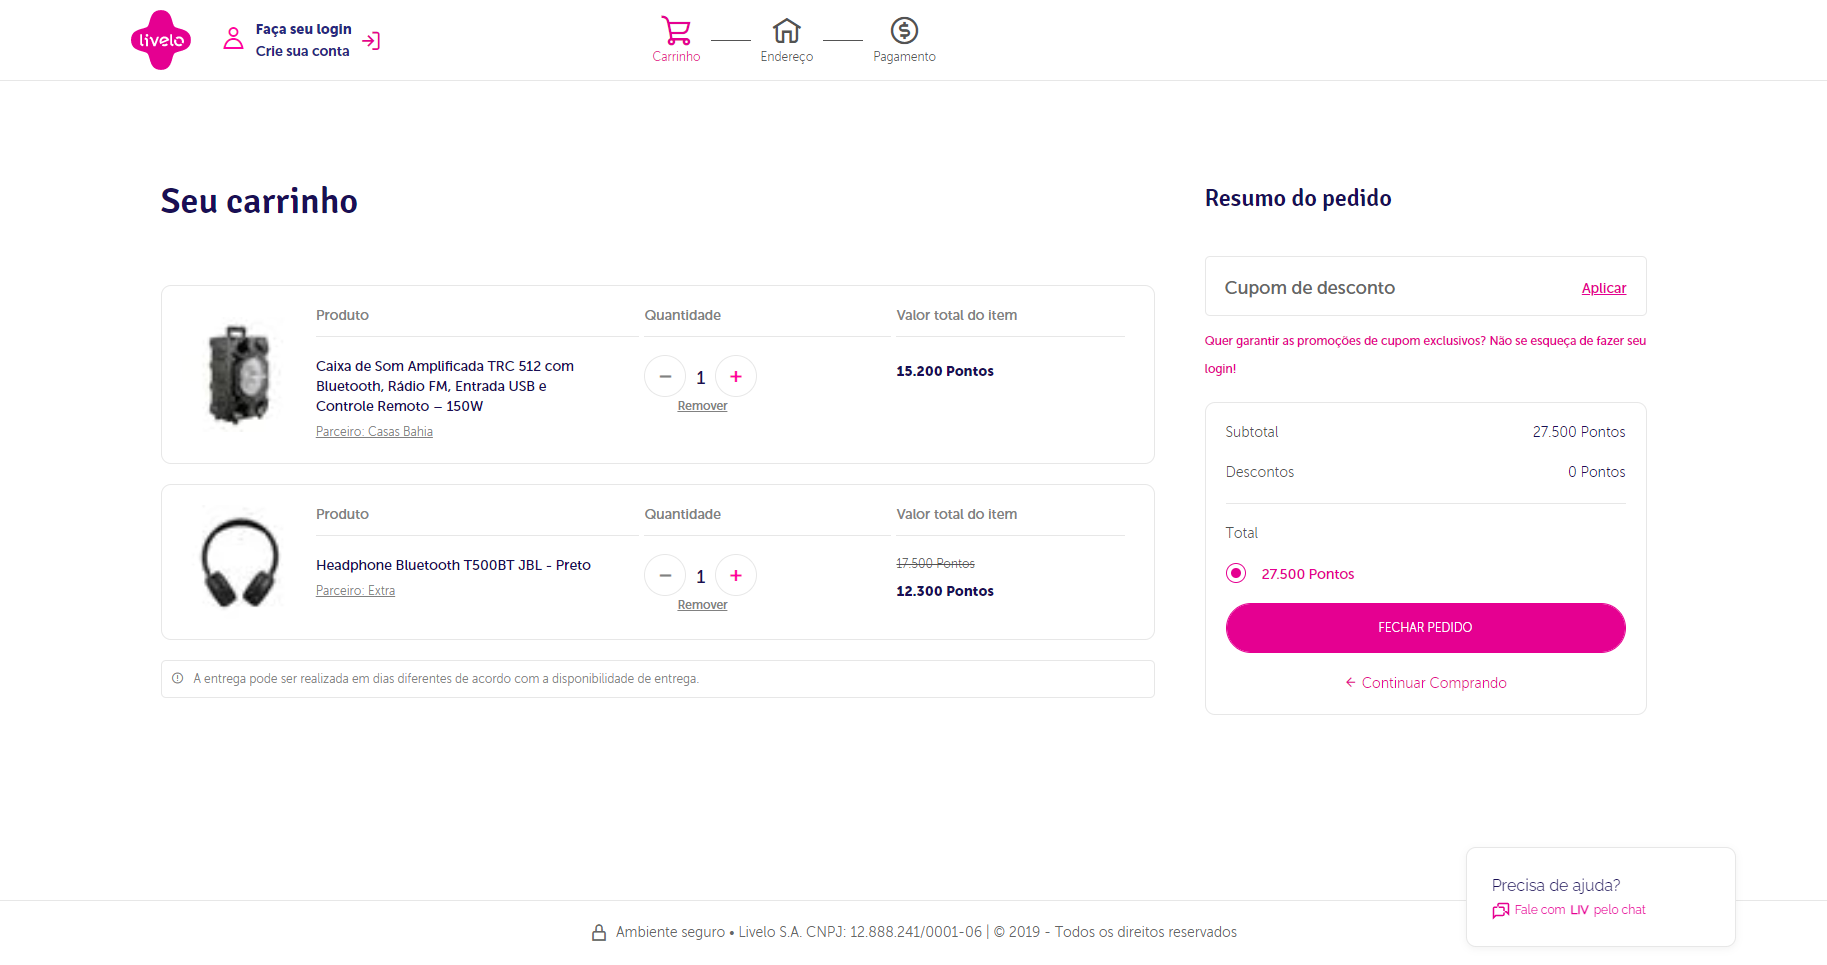 livelo
Faça seu login
Crie sua conta
Carrinho
Endereço
Pagamento
Seu carrinho
Produto
Quantidade
Valor total do item
Caixa de Som Amplificada TRC 512 com
Bluetooth, Rádio FM, Entrada USB e
Controle Remoto – 150W
Parceiro: Casas Bahia
1
Remover
15.200 Pontos
Produto
Quantidade
Valor total do item
Headphone Bluetooth T500BT JBL - Preto
Parceiro: Extra
1
Remover
17.500 Pontos
12.300 Pontos
A entrega pode ser realizada em dias diferentes de acordo com a disponibilidade de entrega.
Resumo do pedido
Cupom de desconto
Aplicar
Quer garantir as promoções de cupom exclusivos? Não se esqueça de fazer seu
login!
Subtotal 27.500 Pontos
Descontos 0 Pontos
Total
27.500 Pontos
FECHAR PEDIDO
Continuar Comprando
Precisa de ajuda?
Fale com LIV pelo chat
Ambiente seguro • Livelo S.A. CNPJ: 12.888.241/0001-06 | © 2019 - Todos os direitos reservados